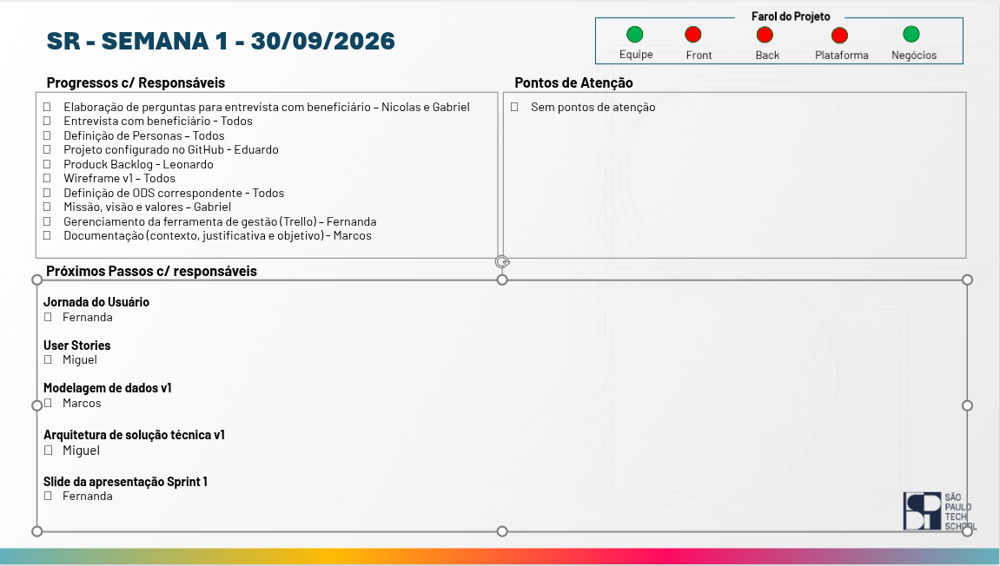 SR - SEMANA 1 - 30/09/2026
Farol do Projeto
Equipe
Front
Back
Plataforma
Negócios
Progressos c/ Responsáveis
Elaboração de perguntas para entrevista com beneficiário – Nicolas e Gabriel
Entrevista com beneficiário - Todos
Definição de Personas – Todos
Projeto configurado no GitHub - Eduardo
Produck Backlog - Leonardo
Wireframe v1 – Todos
Definição de ODS correspondente - Todos
Missão, visão e valores – Gabriel
Gerenciamento da ferramenta de gestão (Trello) – Fernanda
Documentação (contexto, justificativa e objetivo) - Marcos
Pontos de Atenção
Sem pontos de atenção
Próximos Passos c/ responsáveis
Jornada do Usuário
Fernanda
User Stories
Miguel
Modelagem de dados v1
Marcos
Arquitetura de solução técnica v1
Miguel
Slide da apresentação Sprint 1
Fernanda
SÃO
PAULO
TECH
SCHOOL